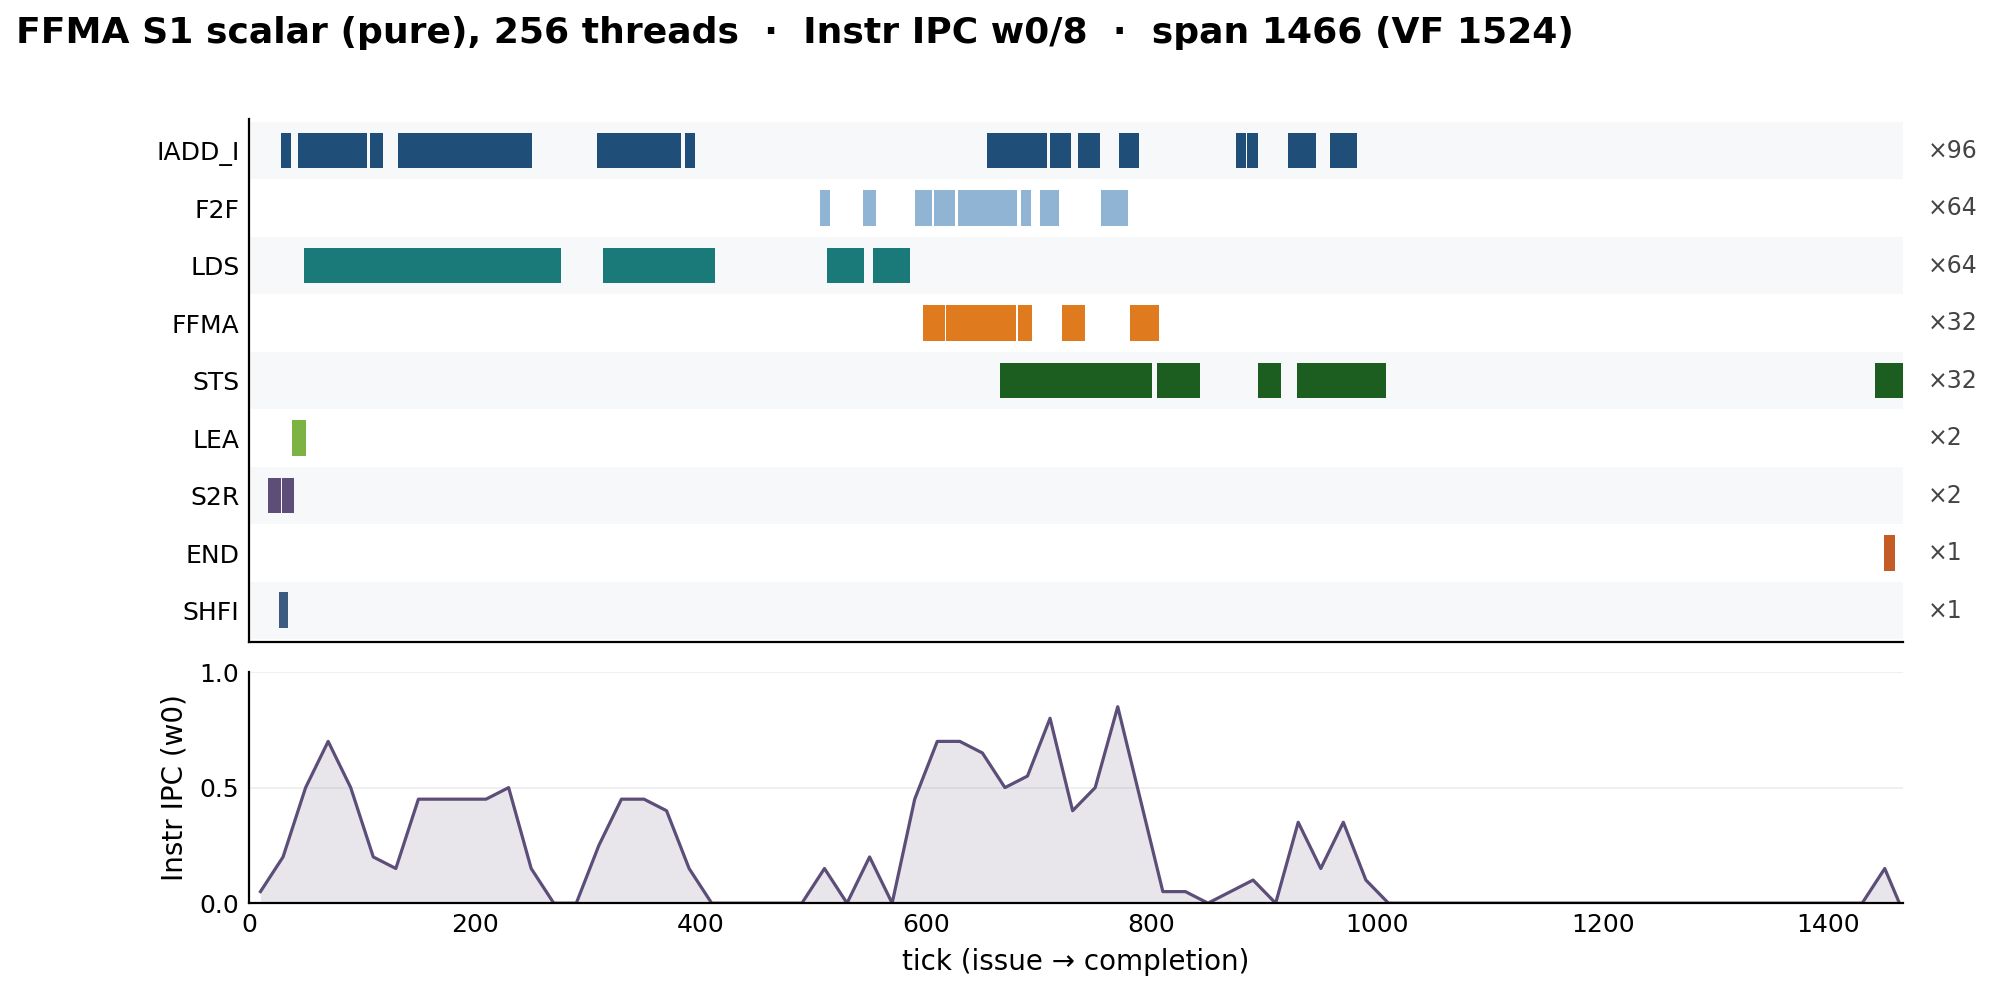 FFMA S1 scalar (pure), 256 threads · Instr IPC w0/8 · span 1466 (VF 1524)
IADD_I ×96
F2F ×64
LDS ×64
FFMA ×32
STS ×32
LEA ×2
S2R ×2
END ×1
SHFI ×1
Instr IPC (w0)
1.0
0.5
0.0
0 200 400 600 800 1000 1200 1400
tick (issue → completion)